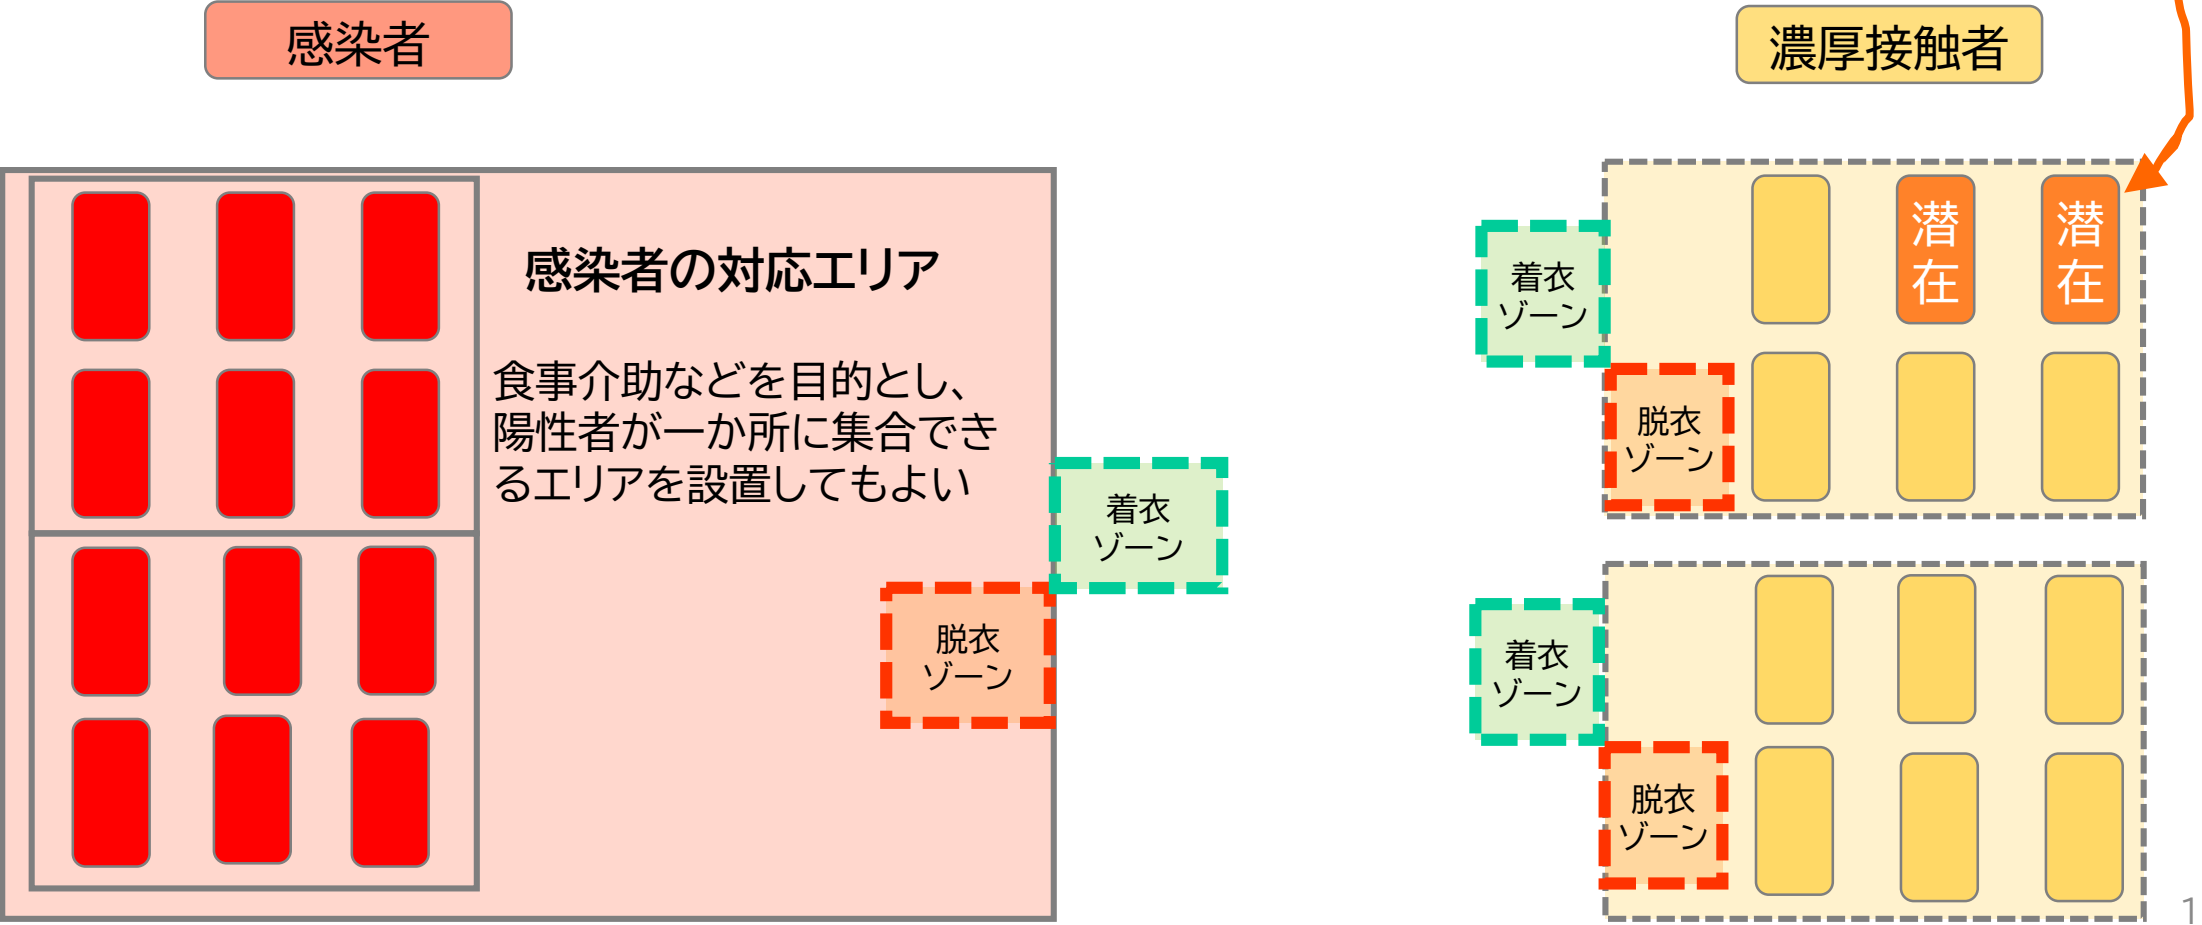 感染者
濃厚接触者
感染者の対応エリア
食事介助などを目的とし、
陽性者が一か所に集合でき
るエリアを設置してもよい
着衣
ゾーン
脱衣
ゾーン
潜
在
潜
在
着衣
ゾーン
脱衣
ゾーン
着衣
ゾーン
脱衣
ゾーン
1